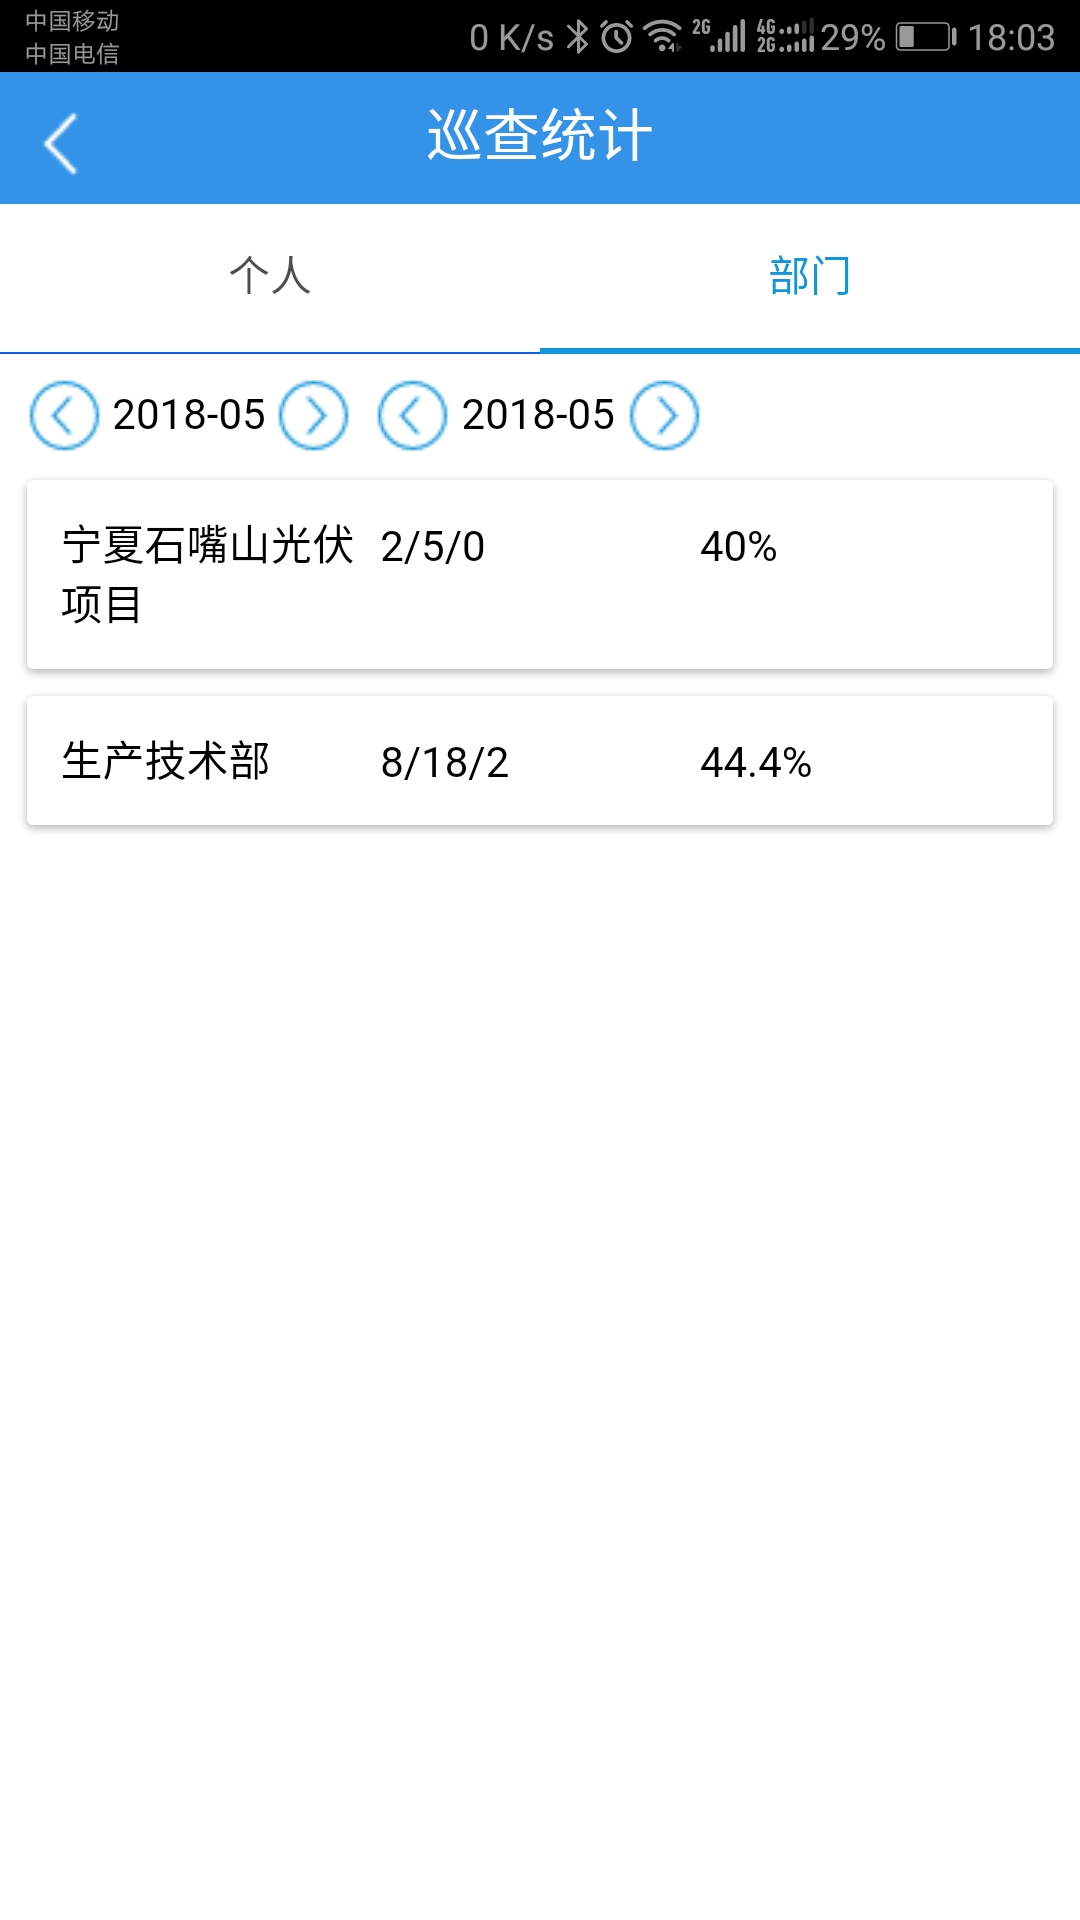 中国移动
中国电信
0 K/s 2G 4G 2G 29% 18:03
巡查统计
个人 部门
2018-05 2018-05
宁夏石嘴山光伏 2/5/0 40%
项目
生产技术部 8/18/2 44.4%